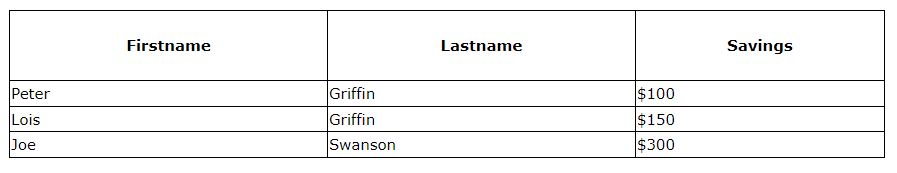 Firstname Lastname Savings
Peter Griffin $100
Lois Griffin $150
Joe Swanson $300